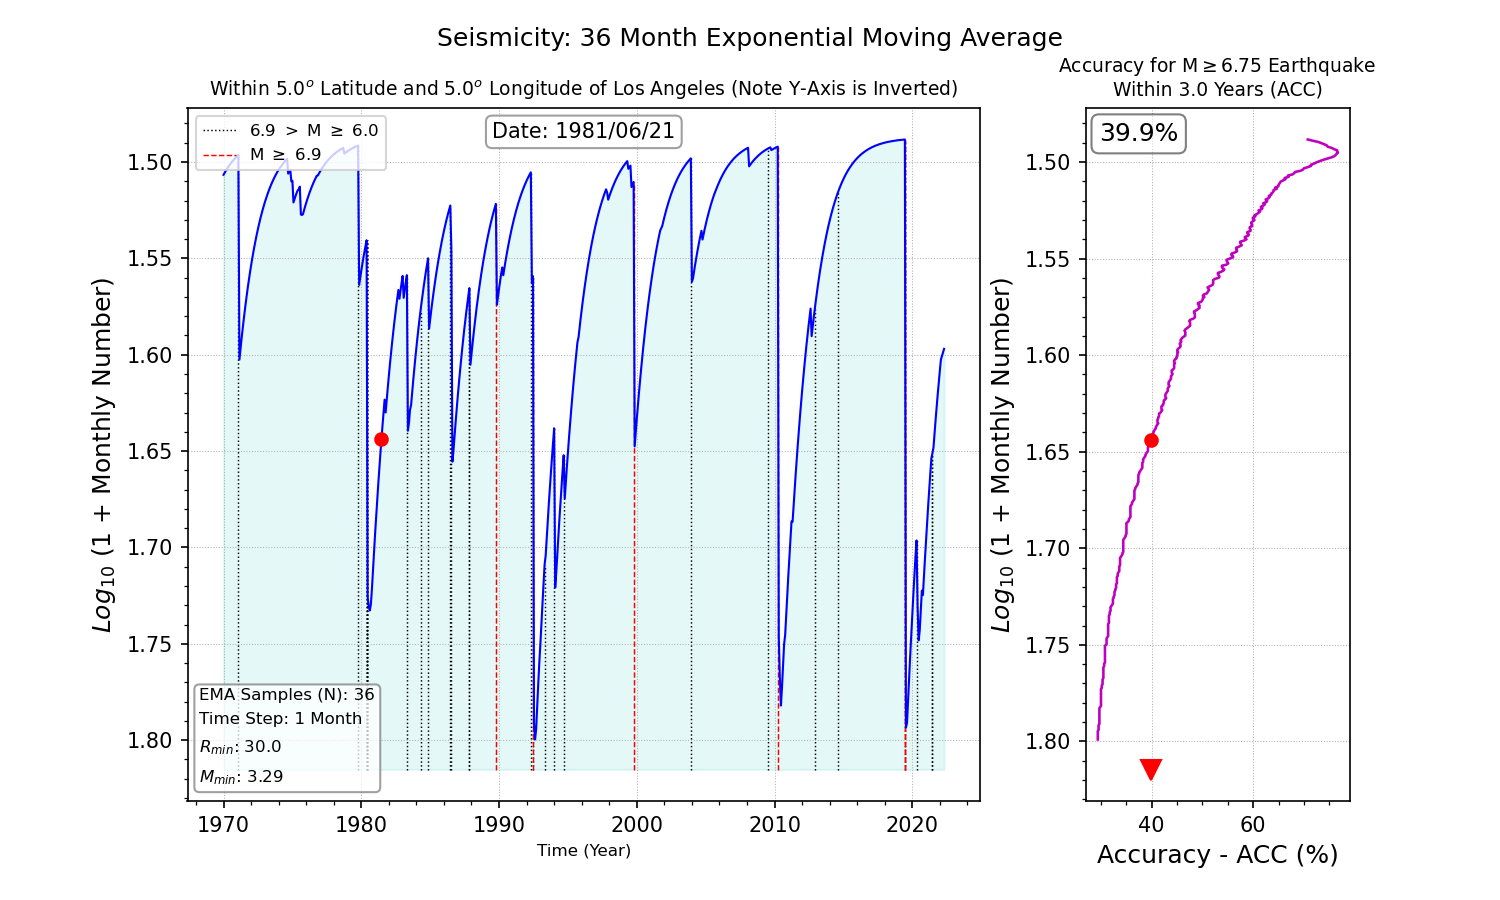 Seismicity: 36 Month Exponential Moving Average
Within 5.0° Latitude and 5.0° Longitude of Los Angeles (Note Y-Axis is Inverted)
6.9 > M ≥ 6.0
M ≥ 6.9
Date: 1981/06/21
1.50
1.55
1.60
1.65
1.70
1.75
1.80
Log10 (1 + Monthly Number)
EMA Samples (N): 36
Time Step: 1 Month
Rmin: 30.0
Mmin: 3.29
1970
1980
1990
2000
2010
2020
Time (Year)
Accuracy for M ≥ 6.75 Earthquake
Within 3.0 Years (ACC)
39.9%
1.50
1.55
1.60
1.65
1.70
1.75
1.80
Log10 (1 + Monthly Number)
40
60
Accuracy - ACC (%)